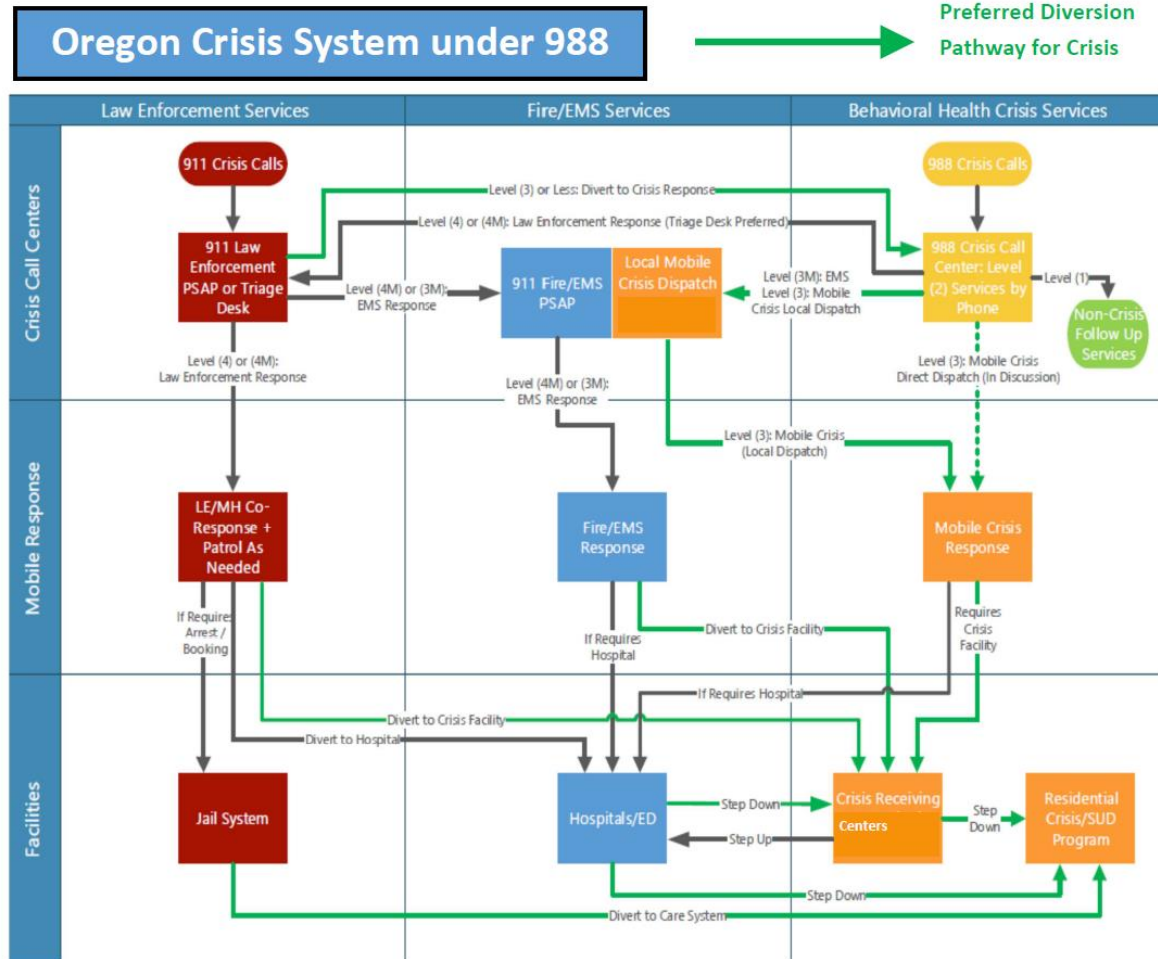 Oregon Crisis System under 988
Preferred Diversion
Pathway for Crisis
Law Enforcement Services
Fire/EMS Services
Behavioral Health Crisis Services
Crisis Call Centers
911 Crisis Calls
988 Crisis Calls
Level (3) or Less: Divert to Crisis Response
Level (4) or (4M): Law Enforcement Response (Triage Desk Preferred)
911 Law
Enforcement
PSAP or Triage
Desk
Level (4M) or (3M):
EMS Response
911 Fire/EMS
PSAP
Local Mobile
Crisis Dispatch
Level (3M): EMS
Level (3): Mobile
Crisis Local Dispatch
988 Crisis Call
Center: Level
(2) Services by
Phone
Level (1)
Non-Crisis
Follow Up
Services
Level (4) or (4M):
Law Enforcement Response
Level (4M) or (3M):
EMS Response
Level (3): Mobile Crisis
Direct Dispatch (In Discussion)
Mobile Response
Level (3): Mobile Crisis
(Local Dispatch)
LE/MH Co-
Response +
Patrol As
Needed
Fire/EMS
Response
Mobile Crisis
Response
If Requires
Arrest /
Booking
If Requires
Hospital
Divert to Crisis Facility
Requires
Crisis
Facility
Facilities
If Requires Hospital
Divert to Crisis Facility
Divert to Hospital
Jail System
Hospitals/ED
Step Down
Step Up
Crisis Receiving
Centers
Step
Down
Residential
Crisis/SUD
Program
Step Down
Divert to Care System